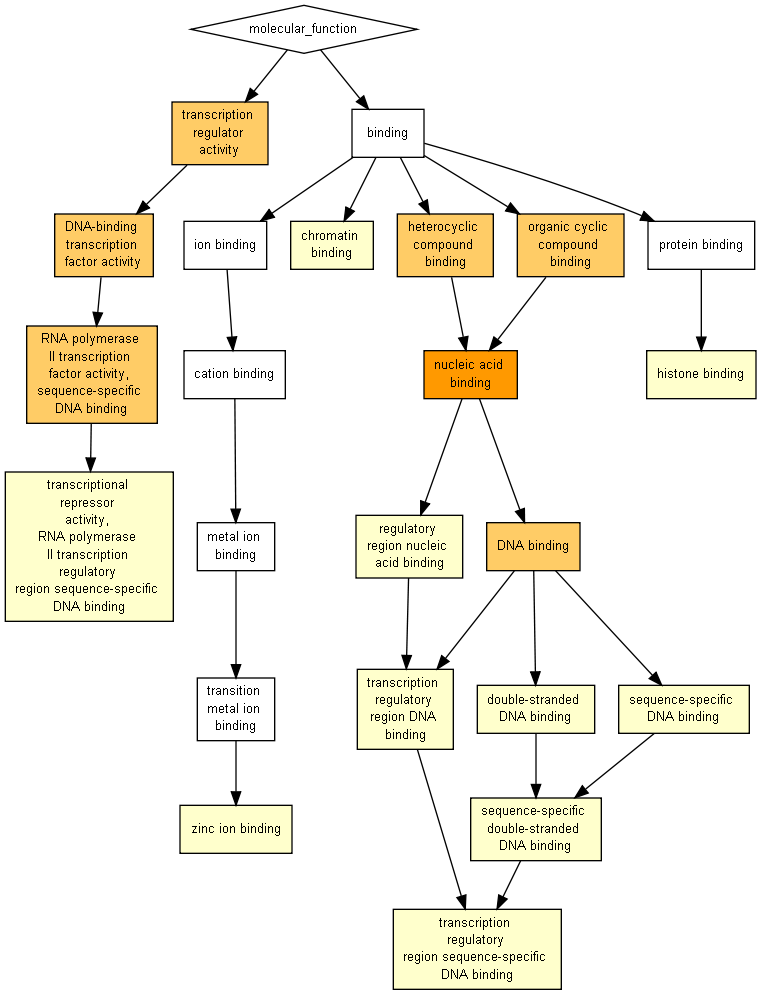 molecular_function
transcription
regulator
activity
binding
DNA-binding
transcription
factor activity
ion binding
chromatin
binding
heterocyclic
compound
binding
organic cyclic
compound
binding
protein binding
RNA polymerase
II transcription
factor activity,
sequence-specific
DNA binding
cation binding
nucleic acid
binding
histone binding
transcriptional
repressor
activity,
RNA polymerase
II transcription
regulatory
region sequence-specific
DNA binding
metal ion
binding
regulatory
region nucleic
acid binding
DNA binding
transition
metal ion
binding
transcription
regulatory
region DNA
binding
double-stranded
DNA binding
sequence-specific
DNA binding
zinc ion binding
sequence-specific
double-stranded
DNA binding
transcription
regulatory
region sequence-specific
DNA binding